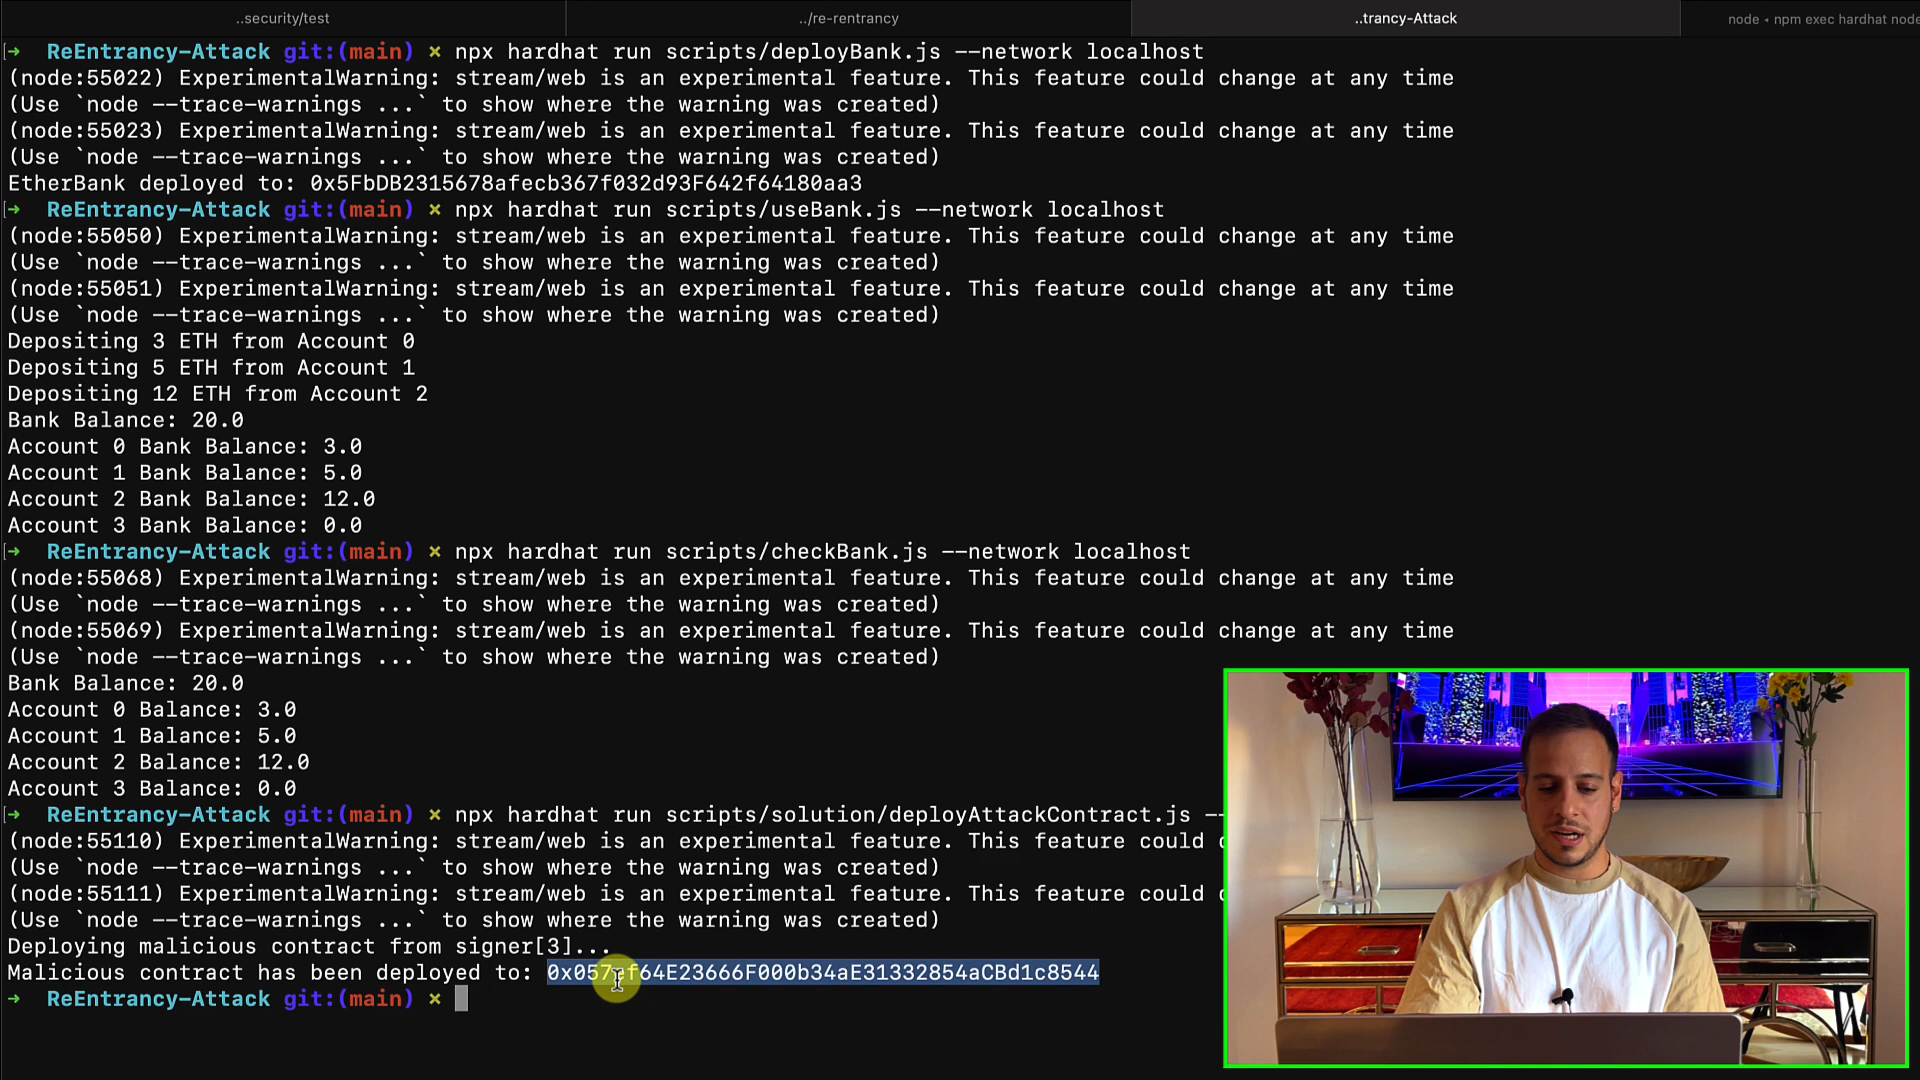 ..security/test
../re-rentrancy
..trancy-Attack
node ◂ npm exec hardhat node
➜ ReEntrancy-Attack git:(main) × npx hardhat run scripts/deployBank.js --network localhost
(node:55022) ExperimentalWarning: stream/web is an experimental feature. This feature could change at any time
(Use `node --trace-warnings ...` to show where the warning was created)
(node:55023) ExperimentalWarning: stream/web is an experimental feature. This feature could change at any time
(Use `node --trace-warnings ...` to show where the warning was created)
EtherBank deployed to: 0x5FbDB2315678afecb367f032d93F642f64180aa3
➜ ReEntrancy-Attack git:(main) × npx hardhat run scripts/useBank.js --network localhost
(node:55050) ExperimentalWarning: stream/web is an experimental feature. This feature could change at any time
(Use `node --trace-warnings ...` to show where the warning was created)
(node:55051) ExperimentalWarning: stream/web is an experimental feature. This feature could change at any time
(Use `node --trace-warnings ...` to show where the warning was created)
Depositing 3 ETH from Account 0
Depositing 5 ETH from Account 1
Depositing 12 ETH from Account 2
Bank Balance: 20.0
Account 0 Bank Balance: 3.0
Account 1 Bank Balance: 5.0
Account 2 Bank Balance: 12.0
Account 3 Bank Balance: 0.0
➜ ReEntrancy-Attack git:(main) × npx hardhat run scripts/checkBank.js --network localhost
(node:55068) ExperimentalWarning: stream/web is an experimental feature. This feature could change at any time
(Use `node --trace-warnings ...` to show where the warning was created)
(node:55069) ExperimentalWarning: stream/web is an experimental feature. This feature could change at any time
(Use `node --trace-warnings ...` to show where the warning was created)
Bank Balance: 20.0
Account 0 Balance: 3.0
Account 1 Balance: 5.0
Account 2 Balance: 12.0
Account 3 Balance: 0.0
➜ ReEntrancy-Attack git:(main) × npx hardhat run scripts/solution/deployAttackContract.js --
(node:55110) ExperimentalWarning: stream/web is an experimental feature. This feature could
(Use `node --trace-warnings ...` to show where the warning was created)
(node:55111) ExperimentalWarning: stream/web is an experimental feature. This feature could
(Use `node --trace-warnings ...` to show where the warning was created)
Deploying malicious contract from signer[3]...
Malicious contract has been deployed to:
➜ ReEntrancy-Attack git:(main) ×